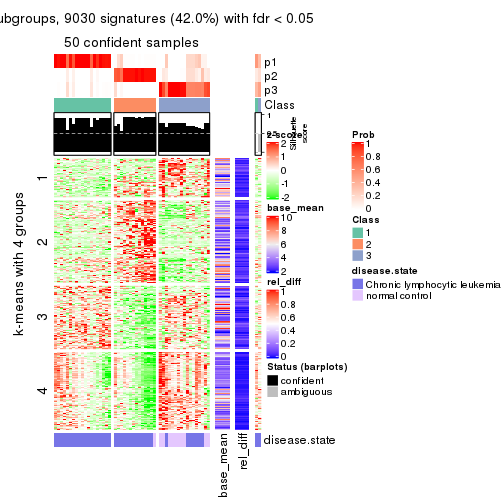 ubgroups, 9030 signatures (42.0%) with fdr < 0.05
50 confident samples
p1
p2
p3
Class
1
Silhouette
score
z-score
2
1
0
-1
-2
base_mean
10
8
6
4
2
rel_diff
1
0.8
0.6
0.4
0.2
0
Status (barplots)
confident
ambiguous
Prob
1
0.8
0.6
0.4
0.2
0
Class
1
2
3
disease.state
Chronic lymphocytic leukemia
normal control
k-means with 4 groups
1
2
3
4
disease.state
base_mean
rel_diff